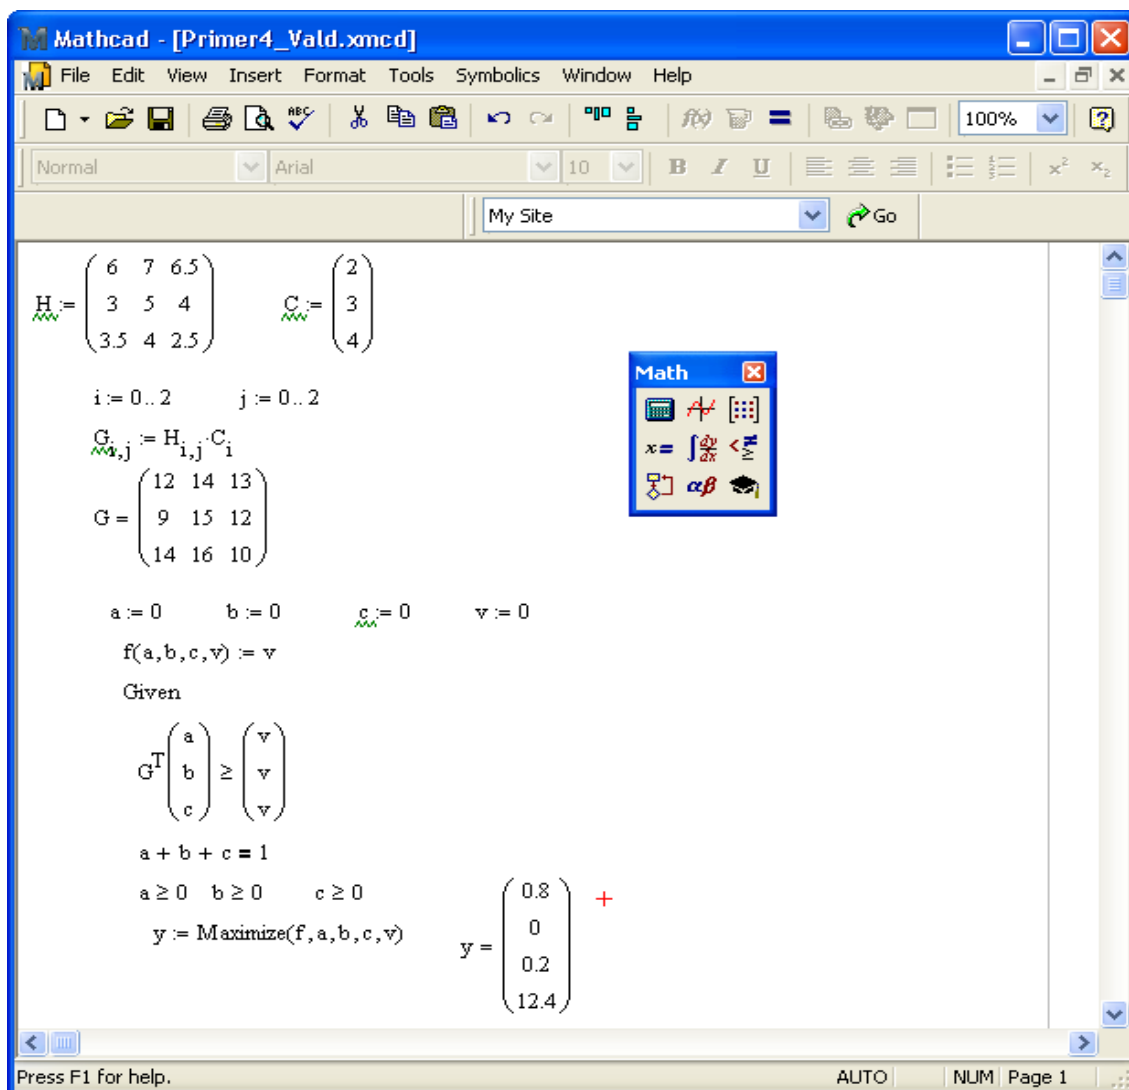 Mathcad - [Primer4_Vald.xmcd]
File Edit View Insert Format Tools Symbolics Window Help
100%
Normal Arial 10 B I U
My Site Go
H := ( 6 7 6.5 ; 3 5 4 ; 3.5 4 2.5 ) C := ( 2 ; 3 ; 4 )
i := 0.. 2 j := 0.. 2
G i,j := H i,j · C i
G = ( 12 14 13 ; 9 15 12 ; 14 16 10 )
Math
x= ∫ dy/dx <≠≥
αβ
a := 0 b := 0 c := 0 v := 0
f(a,b,c,v) := v
Given
G^T ( a ; b ; c ) ≥ ( v ; v ; v )
a + b + c = 1
a ≥ 0 b ≥ 0 c ≥ 0
y := Maximize(f,a,b,c,v) y = ( 0.8 ; 0 ; 0.2 ; 12.4 )
Press F1 for help. AUTO NUM Page 1